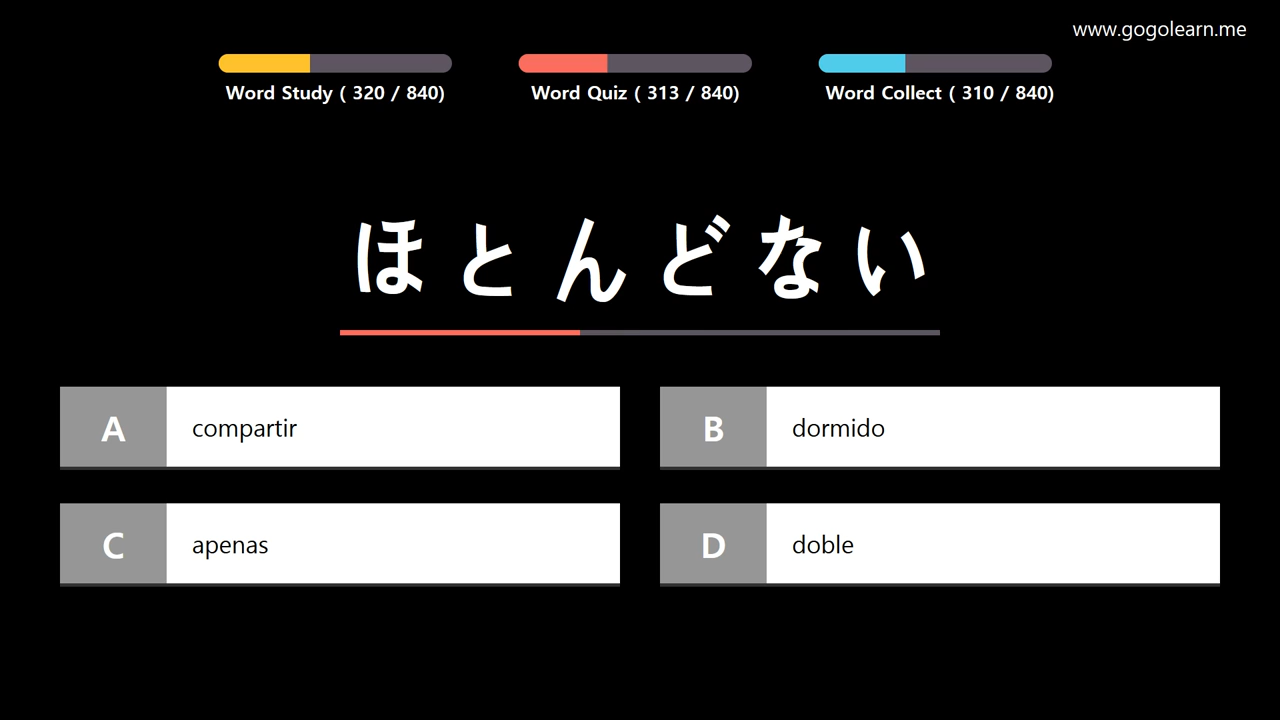 www.gogolearn.me
Word Study ( 320 / 840)
Word Quiz ( 313 / 840)
Word Collect ( 310 / 840)
ほとんどない
A compartir
B dormido
C apenas
D doble